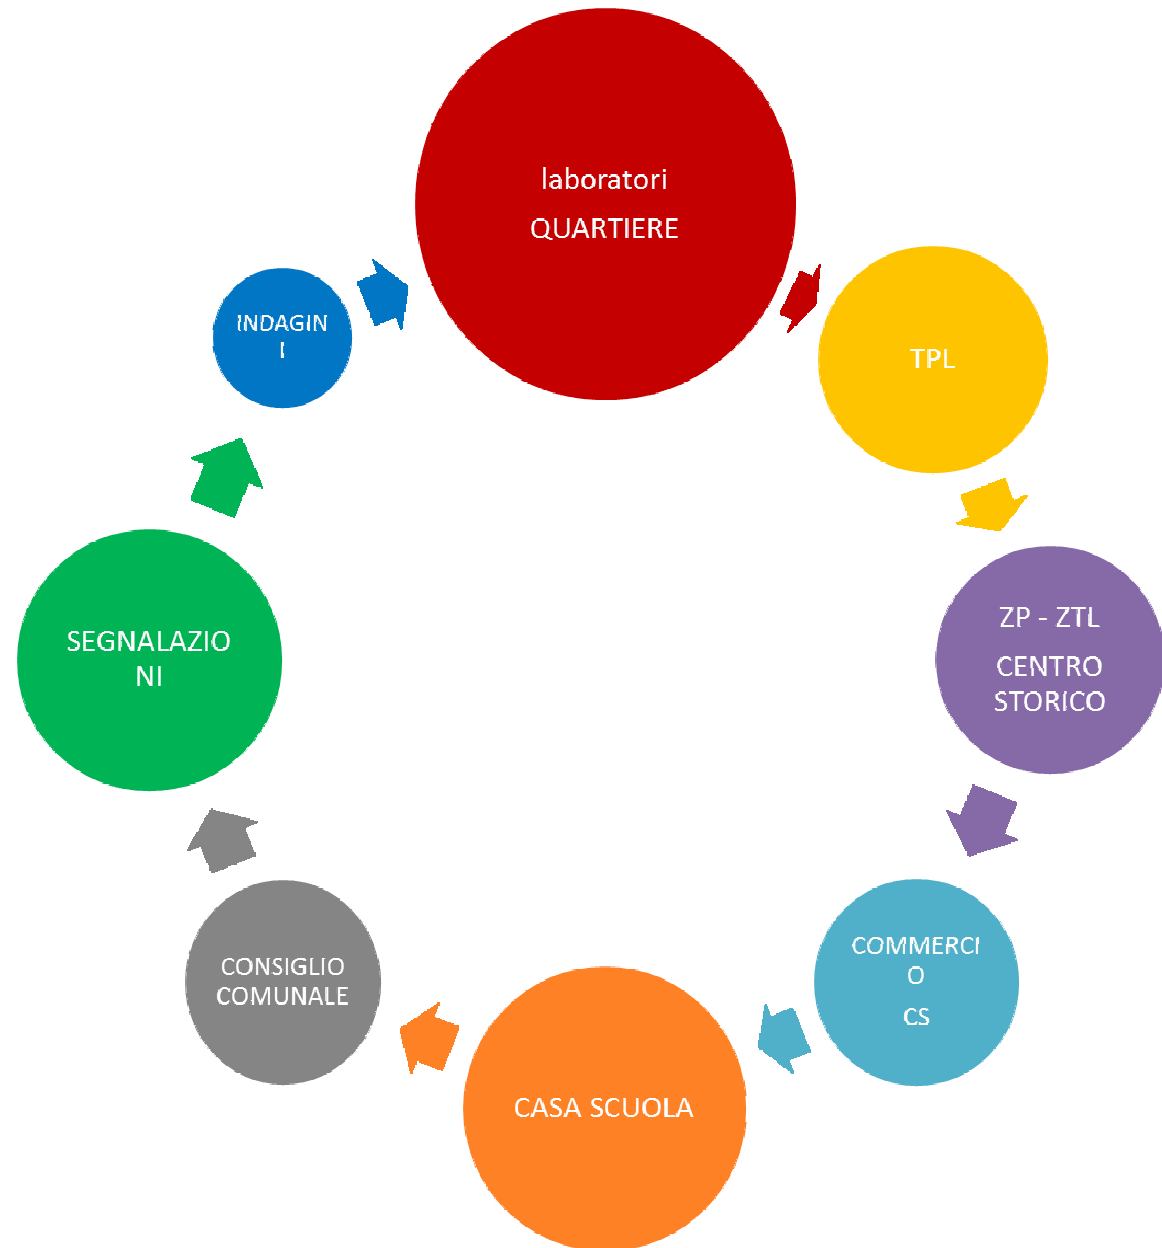 laboratori
QUARTIERE
TPL
ZP - ZTL
CENTRO
STORICO
COMMERCI
O
CS
CASA SCUOLA
CONSIGLIO
COMUNALE
SEGNALAZIO
NI
INDAGIN
I